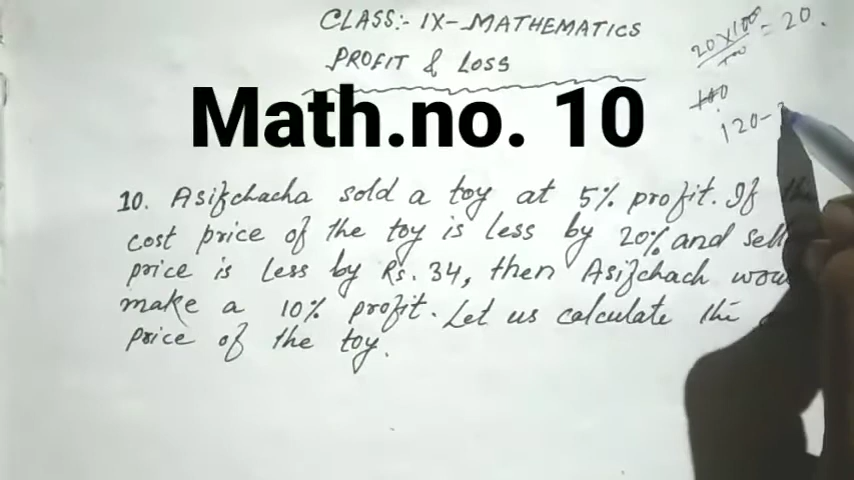 CLASS:- IX- MATHEMATICS
PROFIT & LOSS
20×100/100 = 20.
100
120-
Math.no. 10
10. Asifchacha sold a toy at 5% profit. If
cost price of the toy is less by 20% and sell
price is less by Rs. 34, then Asifchach wou
make a 10% profit. Let us calculate the
price of the toy.